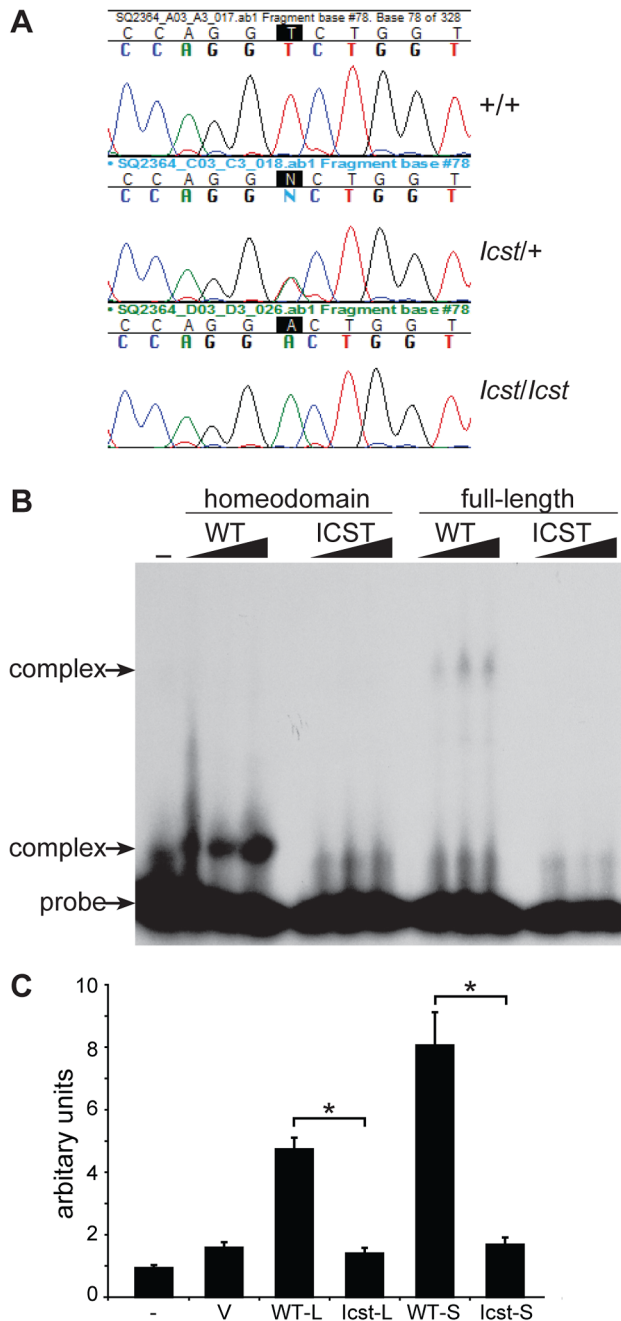 A
SQ2364_A03_A3_017.ab1 Fragment base #78. Base 78 of 328
C C A G G T C T G G T
C C A G G T C T G G T
+/+
• SQ2364_C03_C3_018.ab1 Fragment base #78
C C A G G N C T G G T
C C A G G N C T G G T
Icst/+
• SQ2364_D03_D3_026.ab1 Fragment base #78
C C A G G A C T G G T
C C A G G A C T G G T
Icst/Icst
B
homeodomain full-length
– WT ICST WT ICST
complex
complex
probe
C
arbitary units
10
8
6
4
2
0
- V WT-L Icst-L WT-S Icst-S
* *